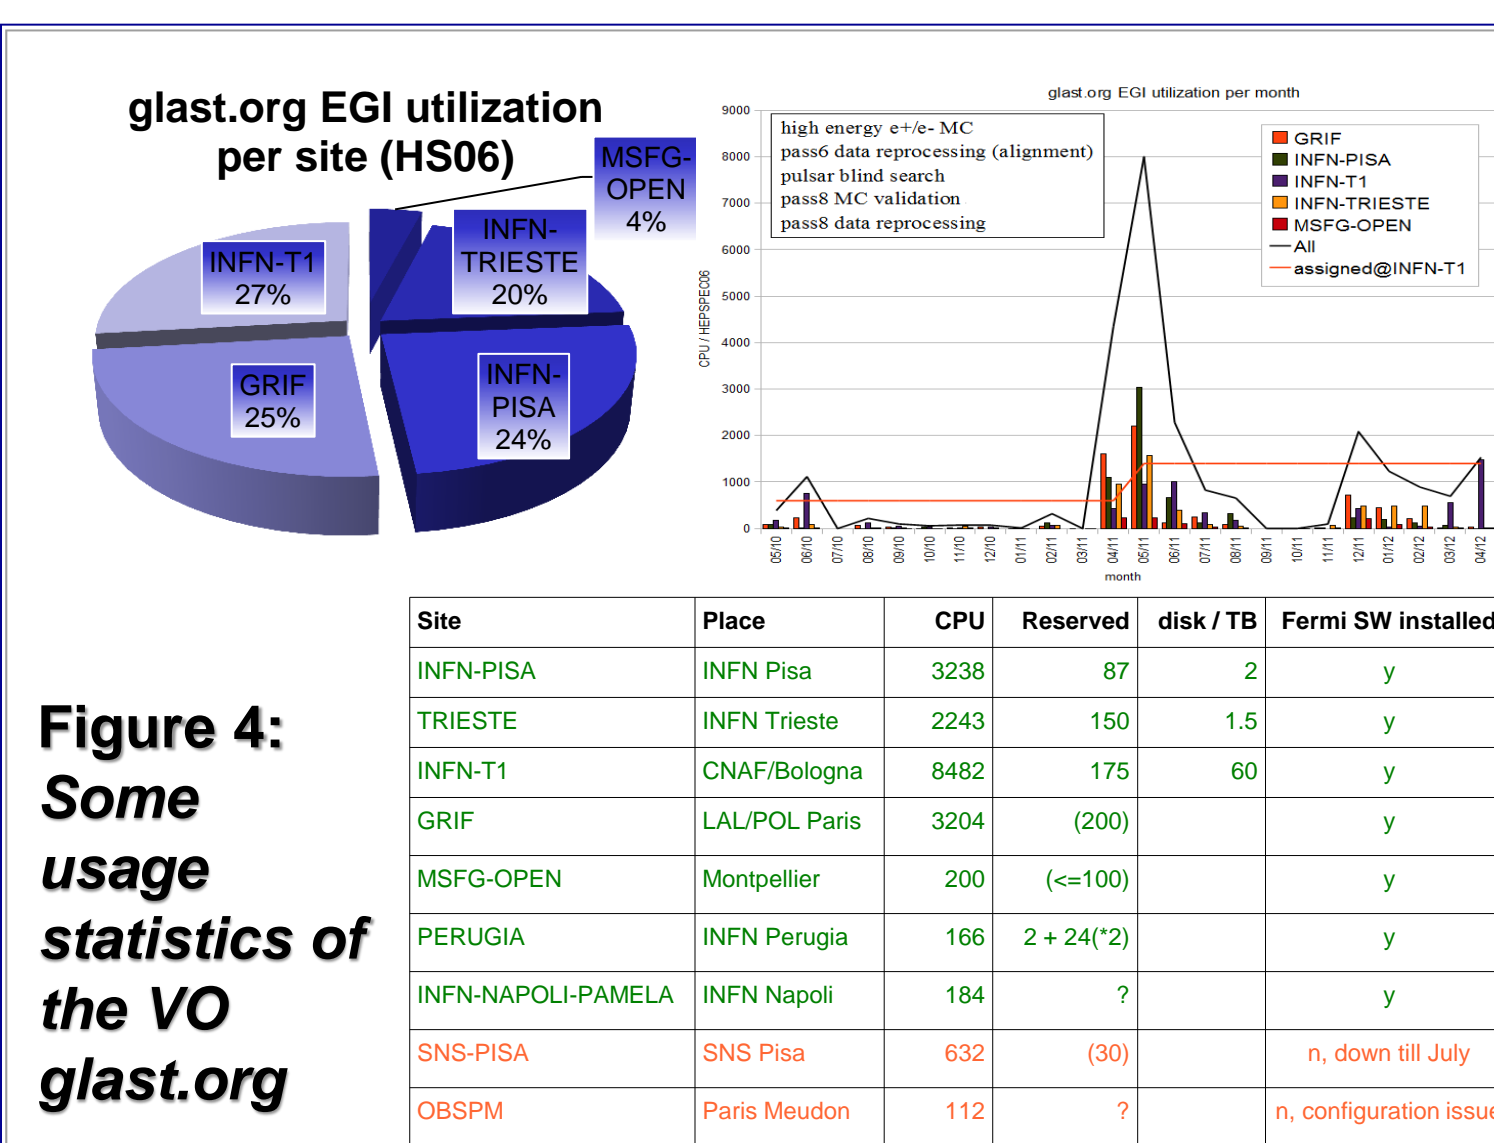 glast.org EGI utilization
per site (HS06)
MSFG-
OPEN
4%
INFN-
TRIESTE
20%
INFN-T1
27%
GRIF
25%
INFN-
PISA
24%
glast.org EGI utilization per month
9000
8000
7000
6000
5000
4000
3000
2000
1000
0
CPU / HEPSPEC06
high energy e+/e- MC
pass6 data reprocessing (alignment)
pulsar blind search
pass8 MC validation
pass8 data reprocessing
GRIF
INFN-PISA
INFN-T1
INFN-TRIESTE
MSFG-OPEN
All
assigned@INFN-T1
05/10 06/10 07/10 08/10 09/10 10/10 11/10 12/10 01/11 02/11 03/11 04/11 05/11 06/11 07/11 08/11 09/11 10/11 11/11 12/11 01/12 02/12 03/12 04/12
month
Site Place CPU Reserved disk / TB Fermi SW installed
INFN-PISA INFN Pisa 3238 87 2 y
TRIESTE INFN Trieste 2243 150 1.5 y
INFN-T1 CNAF/Bologna 8482 175 60 y
GRIF LAL/POL Paris 3204 (200) y
MSFG-OPEN Montpellier 200 (<=100) y
PERUGIA INFN Perugia 166 2 + 24(*2) y
INFN-NAPOLI-PAMELA INFN Napoli 184 ? y
SNS-PISA SNS Pisa 632 (30) n, down till July
OBSPM Paris Meudon 112 ? n, configuration issue
Figure 4:
Some
usage
statistics of
the VO
glast.org